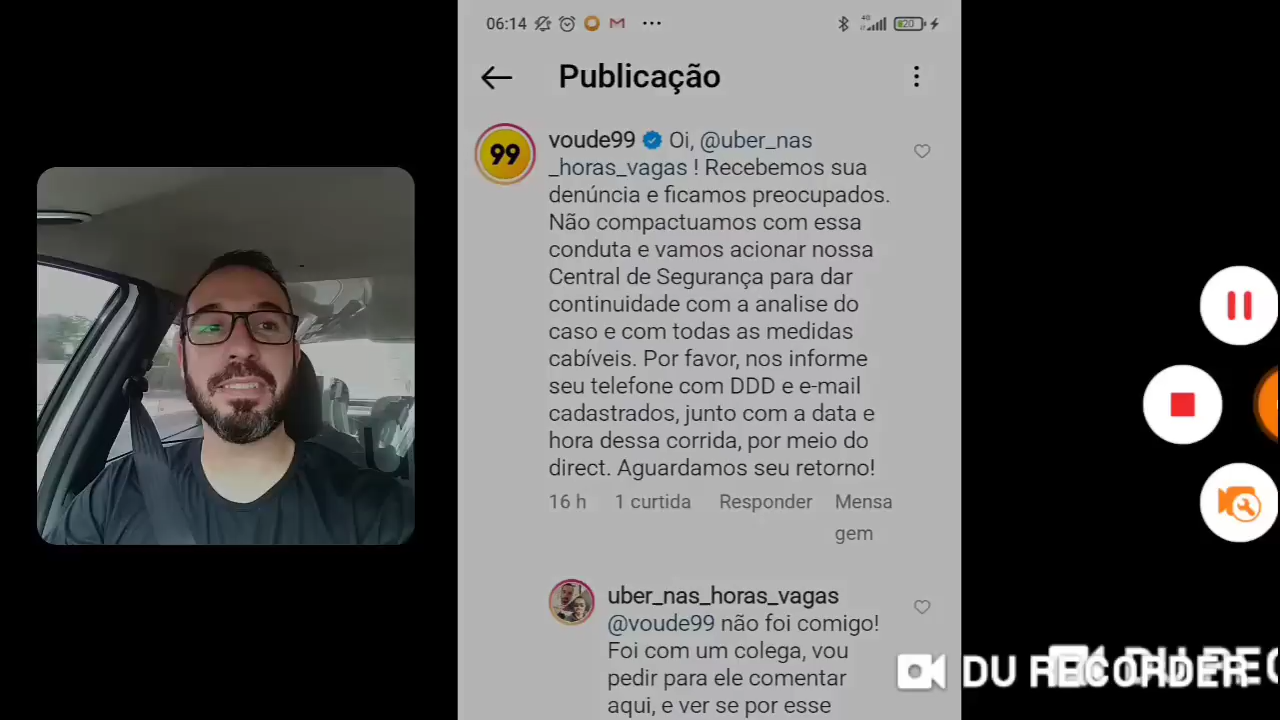 06:14
4G
20
Publicação
99
voude99 Oi, @uber_nas
_horas_vagas ! Recebemos sua
denúncia e ficamos preocupados.
Não compactuamos com essa
conduta e vamos acionar nossa
Central de Segurança para dar
continuidade com a analise do
caso e com todas as medidas
cabíveis. Por favor, nos informe
seu telefone com DDD e e-mail
cadastrados, junto com a data e
hora dessa corrida, por meio do
direct. Aguardamos seu retorno!
16 h 1 curtida Responder Mensa
gem
uber_nas_horas_vagas
@voude99 não foi comigo!
Foi com um colega, vou
pedir para ele comentar
aqui, e ver se por esse
DU RECORDER